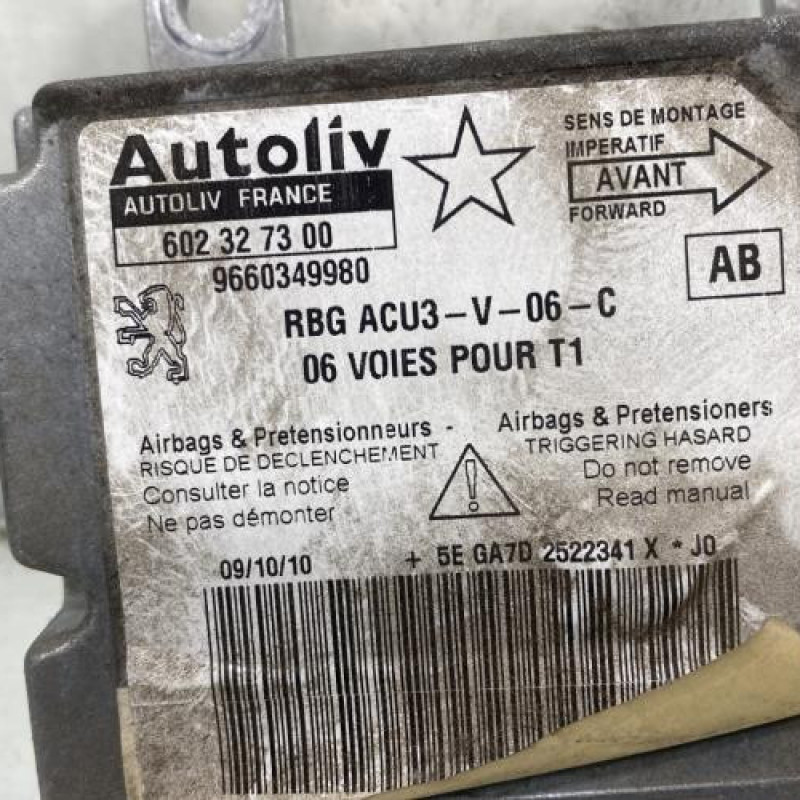 Autoliv
AUTOLIV FRANCE
602 32 73 00
9660349980
SENS DE MONTAGE
IMPERATIF
AVANT
FORWARD
AB
RBG ACU3-V-06-C
06 VOIES POUR T1
Airbags & Pretensionneurs -
RISQUE DE DECLENCHEMENT
Consulter la notice
Ne pas démonter
Airbags & Pretensioners
TRIGGERING HASARD
Do not remove
Read manual
09/10/10
+ 5E GA7D 2522341 X * J0